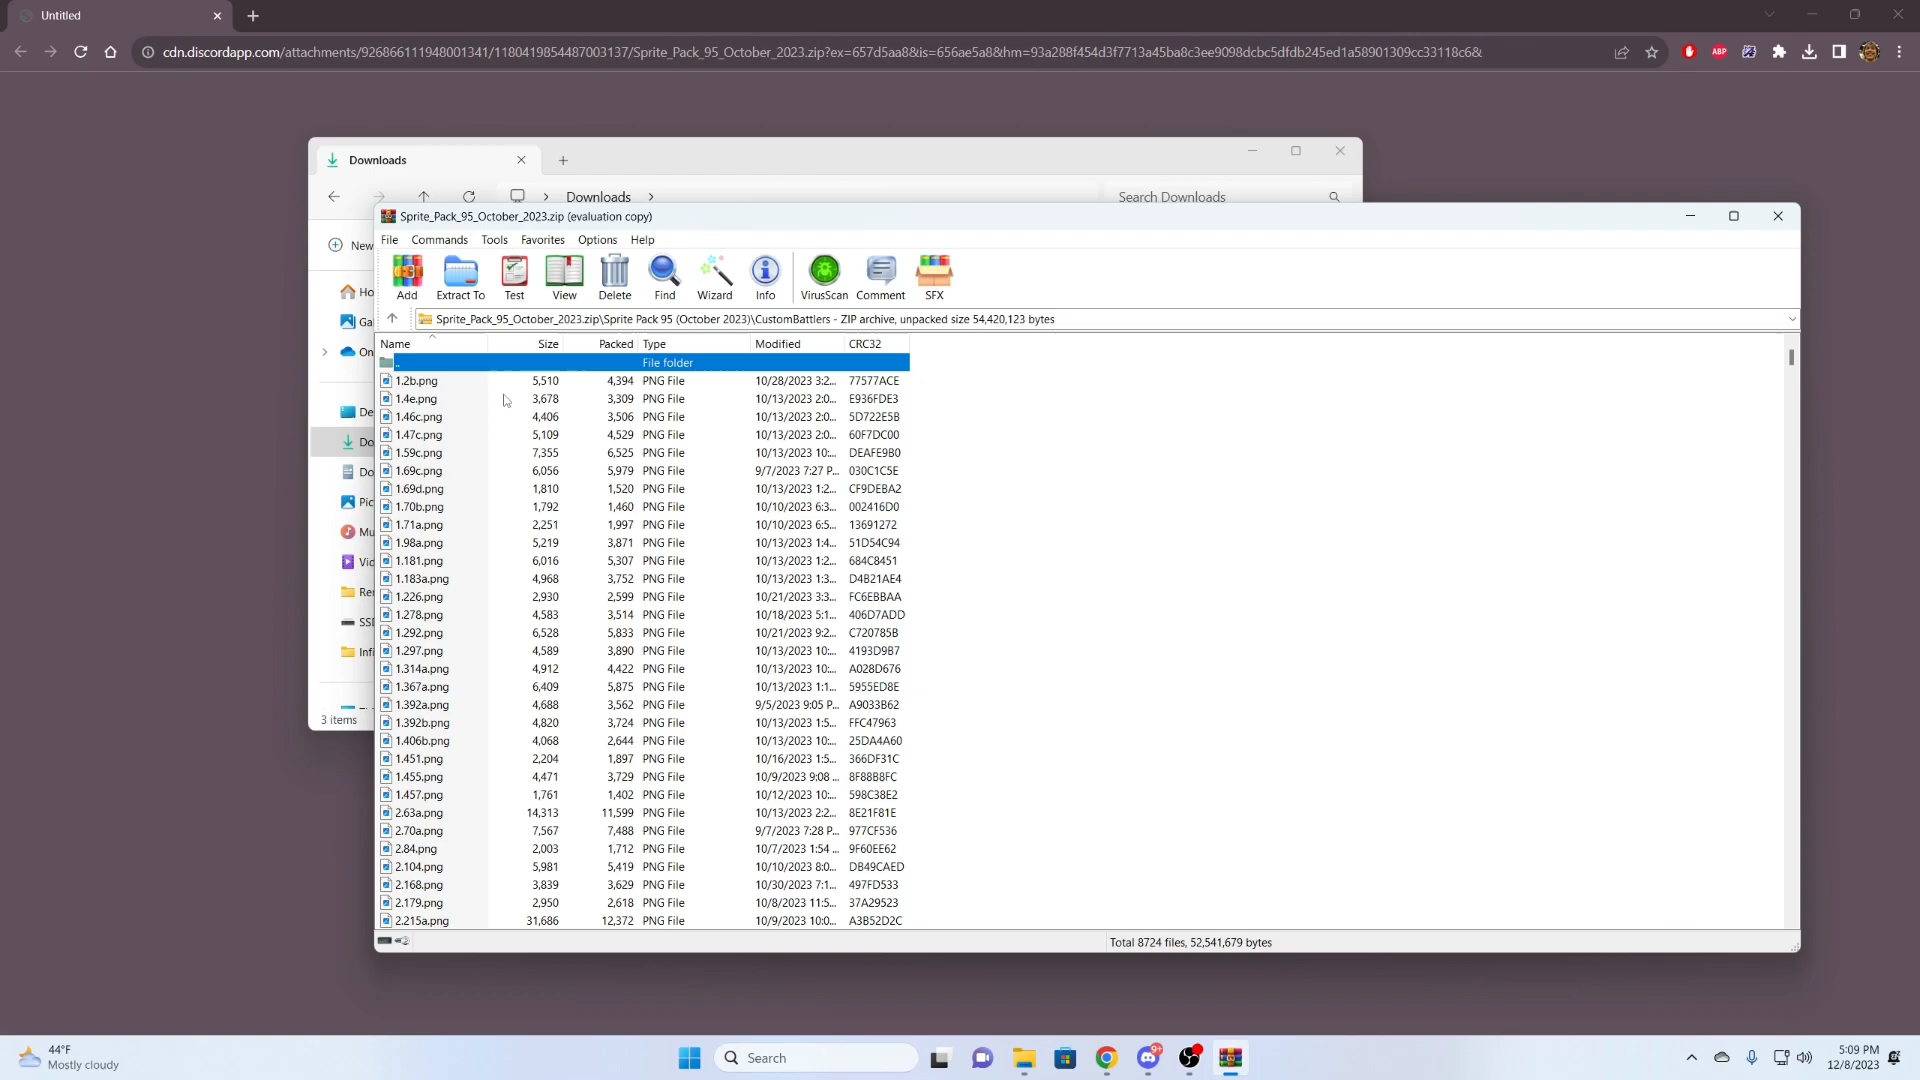 Untitled
cdn.discordapp.com/attachments/926866111948001341/1180419854487003137/Sprite_Pack_95_October_2023.zip?ex=657d5aa8&is=656ae5a8&hm=93a288f454d3f7713a45ba8c3ee9098dcbc5dfdb245ed1a58901309cc33118c6&
ABP
Downloads
Downloads
Search Downloads
Sprite_Pack_95_October_2023.zip (evaluation copy)
New
File Commands Tools Favorites Options Help
Add Extract To Test View Delete Find Wizard Info VirusScan Comment SFX
Sprite_Pack_95_October_2023.zip\Sprite Pack 95 (October 2023)\CustomBattlers - ZIP archive, unpacked size 54,420,123 bytes
Name Size Packed Type Modified CRC32
.. File folder
1.2b.png 5,510 4,394 PNG File 10/28/2023 3:2... 77577ACE
1.4e.png 3,678 3,309 PNG File 10/13/2023 2:0... E936FDE3
1.46c.png 4,406 3,506 PNG File 10/13/2023 2:0... 5D722E5B
1.47c.png 5,109 4,529 PNG File 10/13/2023 2:0... 60F7DC00
1.59c.png 7,355 6,525 PNG File 10/13/2023 10:... DEAFE9B0
1.69c.png 6,056 5,979 PNG File 9/7/2023 7:27 P... 030C1C5E
1.69d.png 1,810 1,520 PNG File 10/13/2023 1:2... CF9DEBA2
1.70b.png 1,792 1,460 PNG File 10/10/2023 6:3... 002416D0
1.71a.png 2,251 1,997 PNG File 10/10/2023 6:5... 13691272
1.98a.png 5,219 3,871 PNG File 10/13/2023 1:4... 51D54C94
1.181.png 6,016 5,307 PNG File 10/13/2023 1:2... 684C8451
1.183a.png 4,968 3,752 PNG File 10/13/2023 1:3... D4B21AE4
1.226.png 2,930 2,599 PNG File 10/21/2023 3:3... FC6EBBAA
1.278.png 4,583 3,514 PNG File 10/18/2023 5:1... 406D7ADD
1.292.png 6,528 5,833 PNG File 10/21/2023 9:2... C720785B
1.297.png 4,589 3,890 PNG File 10/13/2023 10:... 4193D9B7
1.314a.png 4,912 4,422 PNG File 10/13/2023 10:... A028D676
1.367a.png 6,409 5,875 PNG File 10/13/2023 1:1... 5955ED8E
1.392a.png 4,688 3,562 PNG File 9/5/2023 9:05 P... A9033B62
1.392b.png 4,820 3,724 PNG File 10/13/2023 1:5... FFC47963
1.406b.png 4,068 2,644 PNG File 10/13/2023 10:... 25DA4A60
1.451.png 2,204 1,897 PNG File 10/16/2023 1:5... 366DF31C
1.455.png 4,471 3,729 PNG File 10/9/2023 9:08 ... 8F88B8FC
1.457.png 1,761 1,402 PNG File 10/12/2023 10:... 598C38E2
2.63a.png 14,313 11,599 PNG File 10/13/2023 2:2... 8E21F81E
2.70a.png 7,567 7,488 PNG File 9/7/2023 7:28 P... 977CF536
2.84.png 2,003 1,712 PNG File 10/7/2023 1:54 ... 9F60EE62
2.104.png 5,981 5,419 PNG File 10/10/2023 8:0... DB49CAED
2.168.png 3,839 3,629 PNG File 10/30/2023 7:1... 497FD533
2.179.png 2,950 2,618 PNG File 10/8/2023 11:5... 37A29523
2.215a.png 31,686 12,372 PNG File 10/9/2023 10:0... A3B52D2C
Ho
Ga
On
De
Do
Do
Pic
Mu
Vic
Rer
SSD
Infi
3 items
Total 8724 files, 52,541,679 bytes
44°F
Mostly cloudy
Search
9+
5:09 PM
12/8/2023